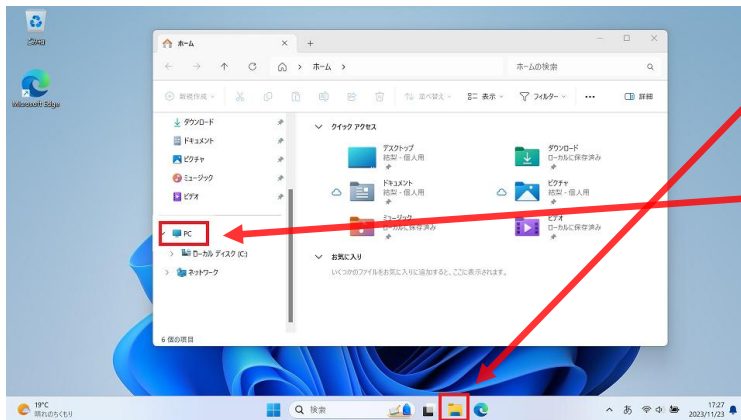 ごみ箱
Microsoft Edge
ホーム
ホーム
ホームの検索
新規作成
並べ替え
表示
フィルター
詳細
ダウンロード
ドキュメント
ピクチャ
ミュージック
ビデオ
PC
ローカル ディスク (C:)
ネットワーク
クイック アクセス
デスクトップ
結梨 - 個人用
ダウンロード
ローカルに保存済み
ドキュメント
結梨 - 個人用
ピクチャ
結梨 - 個人用
ミュージック
ローカルに保存済み
ビデオ
ローカルに保存済み
お気に入り
いくつかのファイルをお気に入りに追加すると、ここに表示されます。
6 個の項目
19°C
晴れのちくもり
検索
あ
17:27
2023/11/23